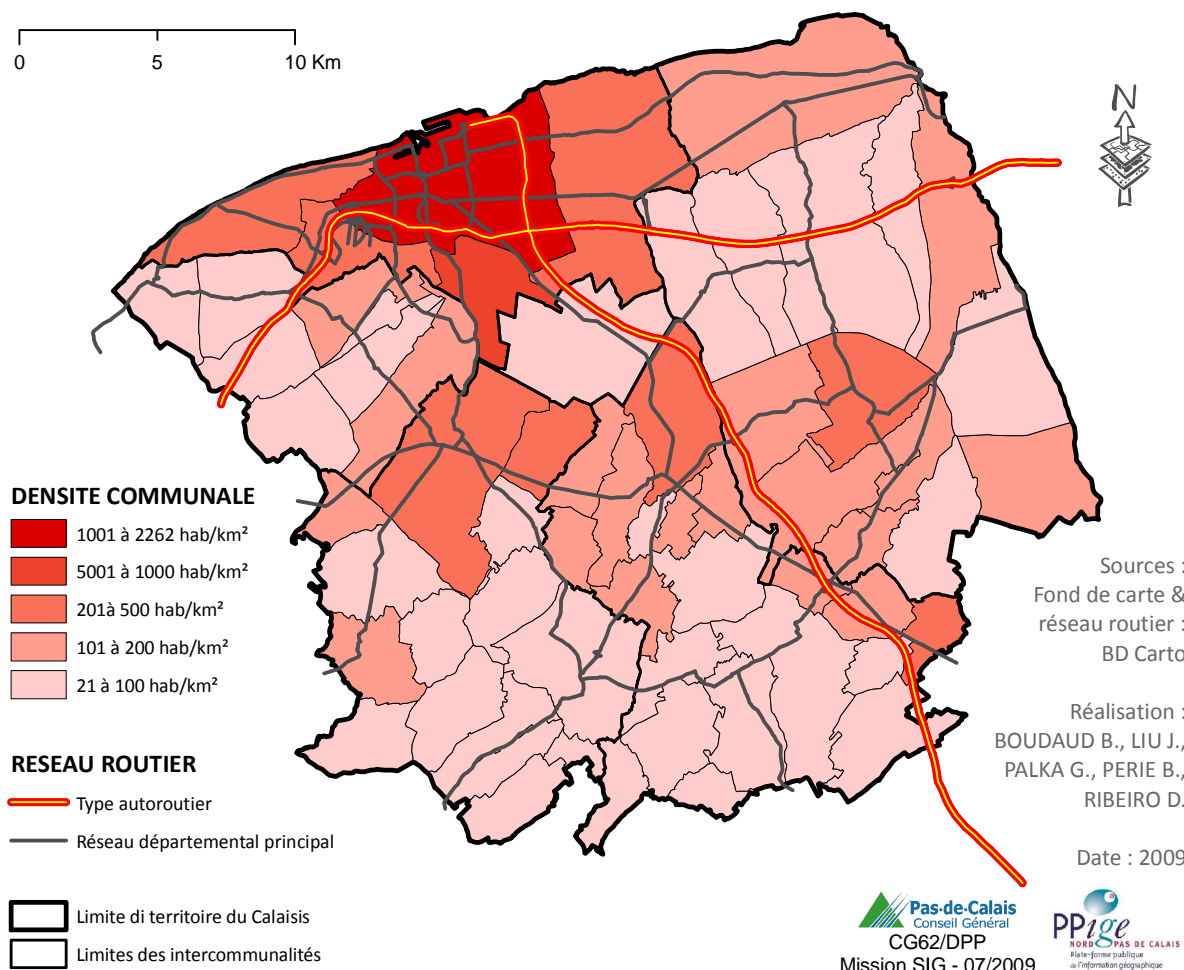 0 5 10 Km
N
DENSITE COMMUNALE
1001 à 2262 hab/km²
5001 à 1000 hab/km²
201à 500 hab/km²
101 à 200 hab/km²
21 à 100 hab/km²
RESEAU ROUTIER
Type autoroutier
Réseau départemental principal
Limite di territoire du Calaisis
Limites des intercommunalités
Sources :
Fond de carte &
réseau routier :
BD Carto
Réalisation :
BOUDAUD B., LIU J.,
PALKA G., PERIE B.,
RIBEIRO D.
Date : 2009
Pas-de-Calais
Conseil Général
CG62/DPP
Mission SIG - 07/2009
PPige
NORD PAS DE CALAIS
Plate-forme publique
de l'information géographique